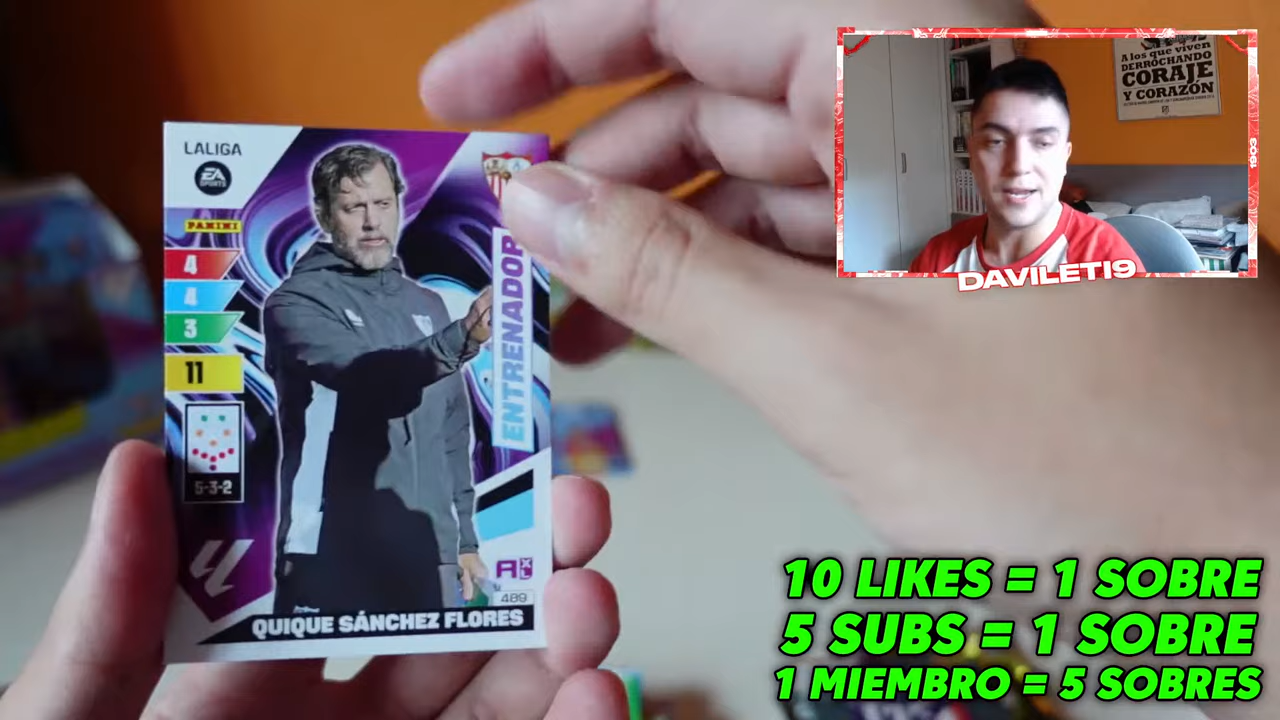 LALIGA
EA
SPORTS
PANINI
4
4
3
11
5-3-2
ENTRENADOR
489
QUIQUE SÁNCHEZ FLORES
A los que viven
DERROCHANDO
CORAJE
Y CORAZÓN
1903
DAVILETI9
10 LIKES = 1 SOBRE
5 SUBS = 1 SOBRE
1 MIEMBRO = 5 SOBRES